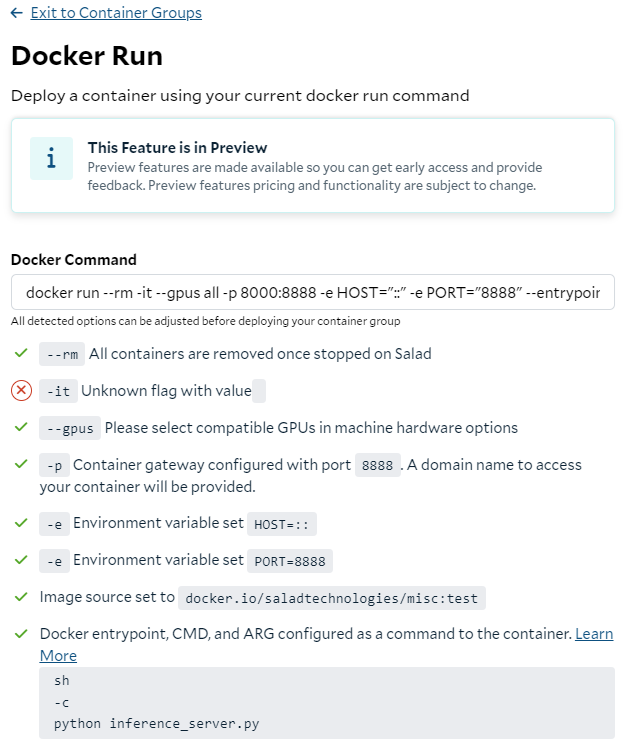 ← Exit to Container Groups
Docker Run
Deploy a container using your current docker run command
i
This Feature is in Preview
Preview features are made available so you can get early access and provide
feedback. Preview features pricing and functionality are subject to change.
Docker Command
docker run --rm -it --gpus all -p 8000:8888 -e HOST="::" -e PORT="8888" --entrypoin
All detected options can be adjusted before deploying your container group
--rm All containers are removed once stopped on Salad
-it Unknown flag with value
--gpus Please select compatible GPUs in machine hardware options
-p Container gateway configured with port 8888 . A domain name to access
your container will be provided.
-e Environment variable set HOST=::
-e Environment variable set PORT=8888
Image source set to docker.io/saladtechnologies/misc:test
Docker entrypoint, CMD, and ARG configured as a command to the container. Learn
More
sh
-c
python inference_server.py